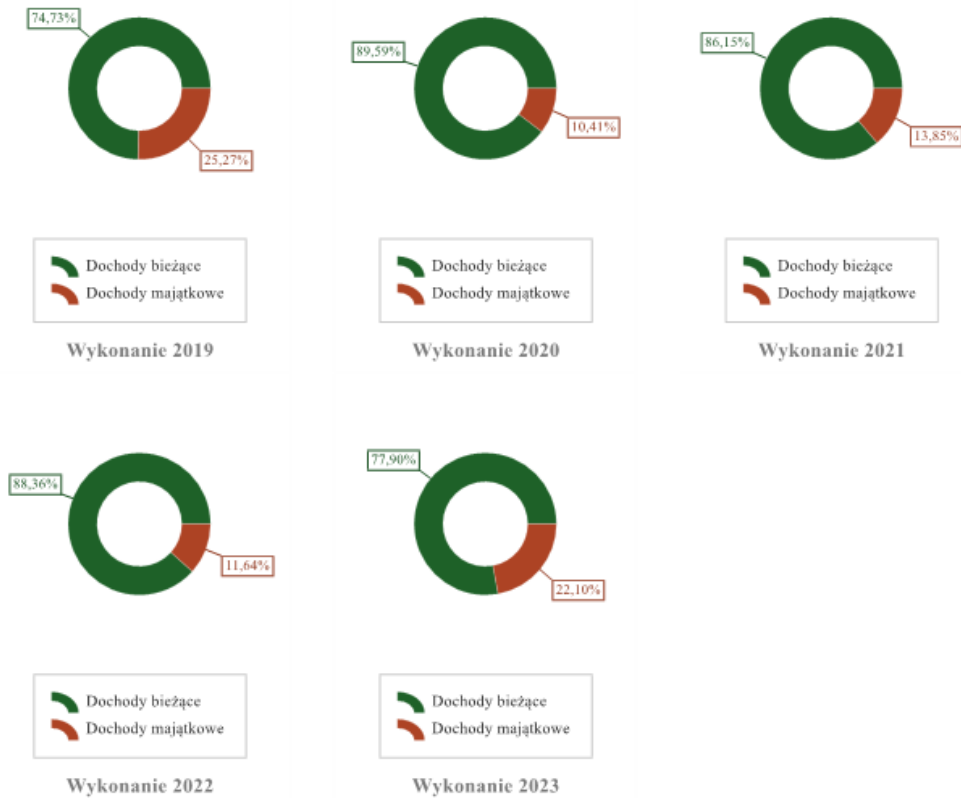 74,73%
25,27%
Dochody bieżące
Dochody majątkowe
Wykonanie 2019
89,59%
10,41%
Dochody bieżące
Dochody majątkowe
Wykonanie 2020
86,15%
13,85%
Dochody bieżące
Dochody majątkowe
Wykonanie 2021
88,36%
11,64%
Dochody bieżące
Dochody majątkowe
Wykonanie 2022
77,90%
22,10%
Dochody bieżące
Dochody majątkowe
Wykonanie 2023